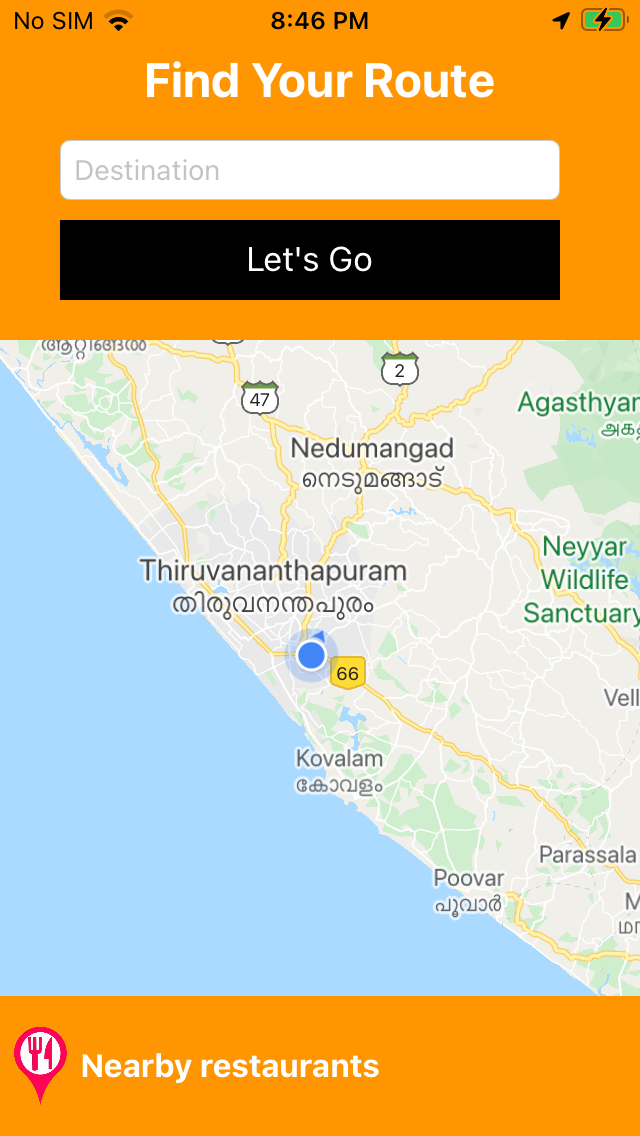 No SIM
8:46 PM
Find Your Route
Destination
Let's Go
ആറ്റിങ്ങൽ
2
47
Agasthyar
Nedumangad
നെടുമങ്ങാട്
Neyyar
Wildlife
Sanctuary
Thiruvananthapuram
തിരുവനന്തപുരം
66
Vell
Kovalam
കോവളം
Parassala
Poovar
പൂവാർ
M
Nearby restaurants